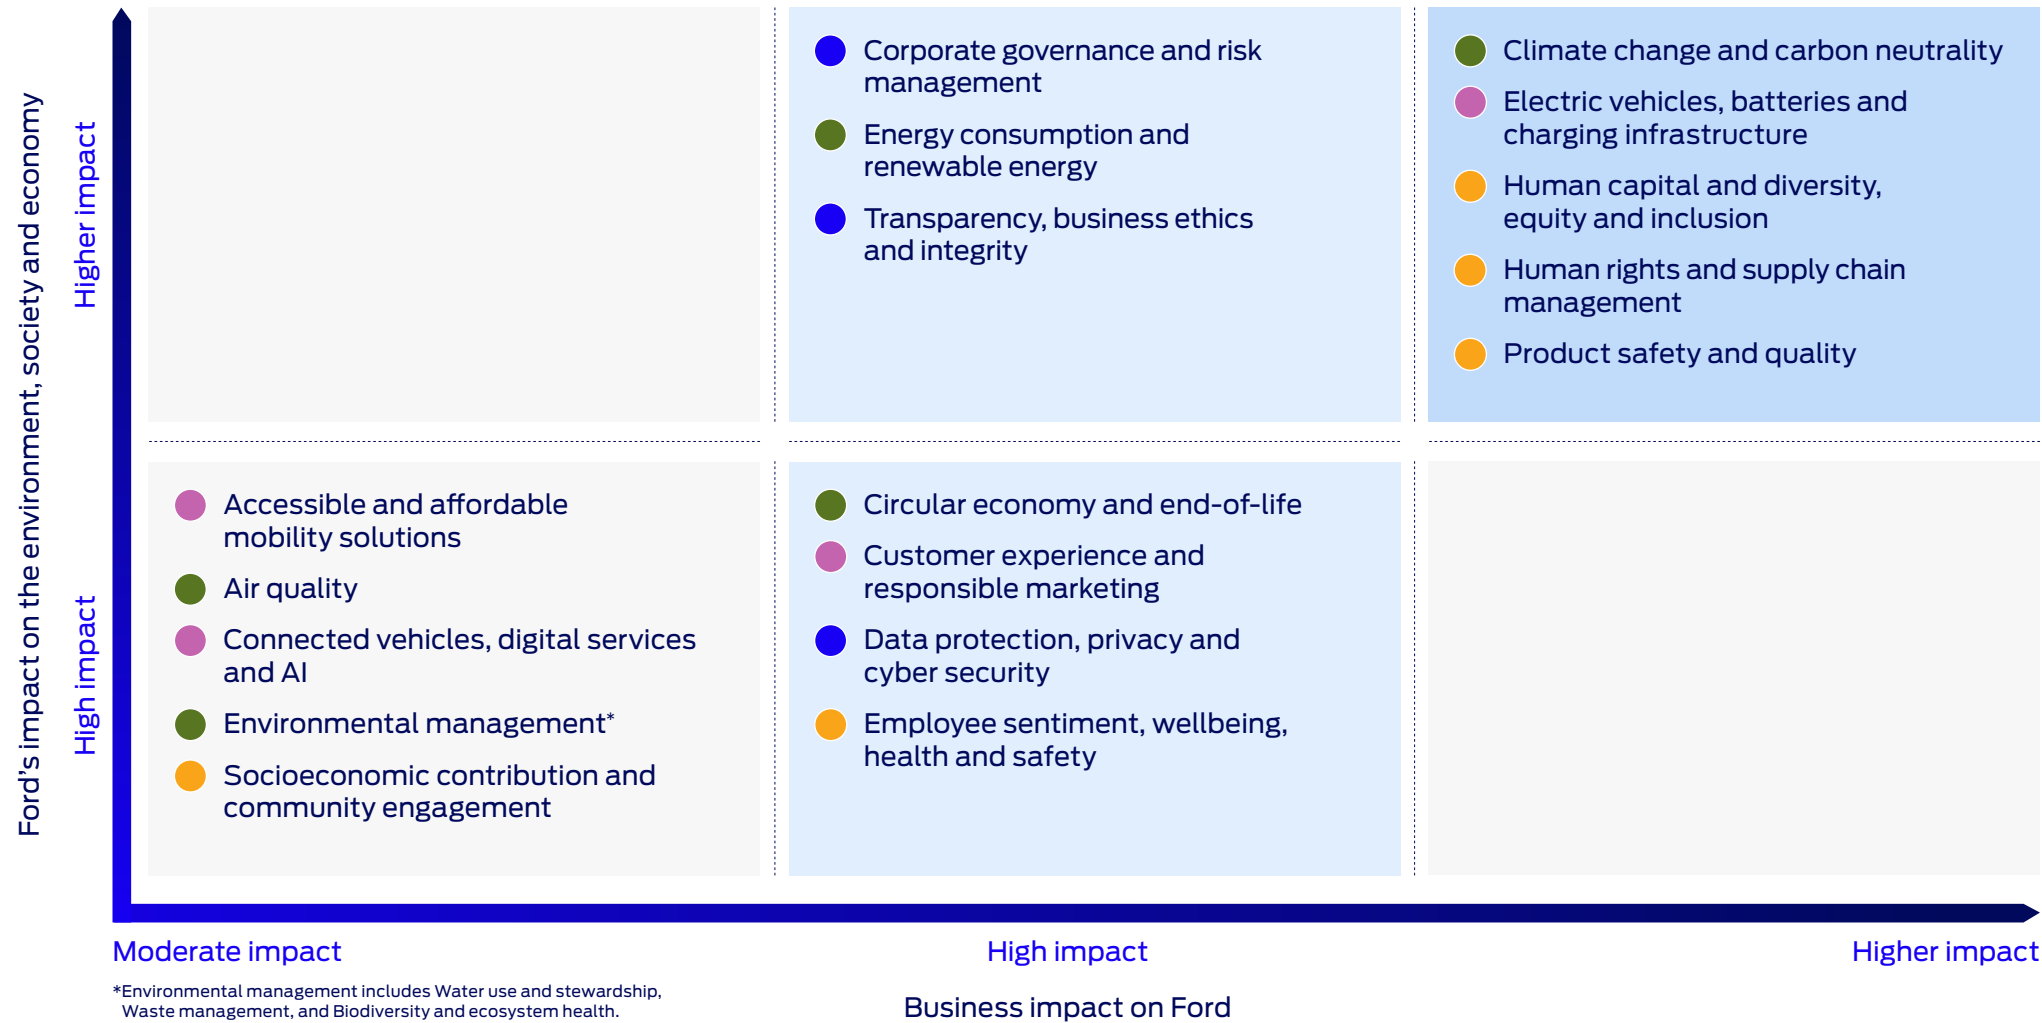 Ford's impact on the environment, society and economy
Higher impact
High impact
Corporate governance and risk
management
Energy consumption and
renewable energy
Transparency, business ethics
and integrity
Climate change and carbon neutrality
Electric vehicles, batteries and
charging infrastructure
Human capital and diversity,
equity and inclusion
Human rights and supply chain
management
Product safety and quality
Accessible and affordable
mobility solutions
Air quality
Connected vehicles, digital services
and AI
Environmental management*
Socioeconomic contribution and
community engagement
Circular economy and end-of-life
Customer experience and
responsible marketing
Data protection, privacy and
cyber security
Employee sentiment, wellbeing,
health and safety
Moderate impact
High impact
Higher impact
*Environmental management includes Water use and stewardship,
Waste management, and Biodiversity and ecosystem health.
Business impact on Ford